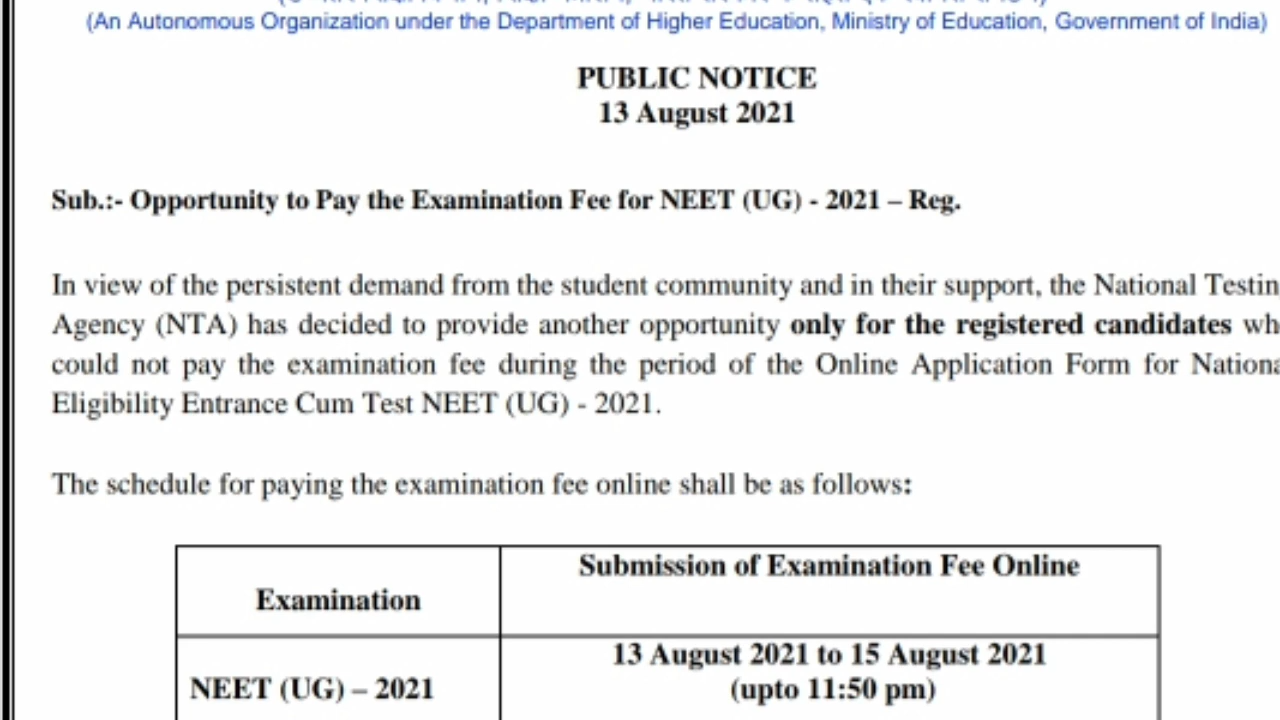 (An Autonomous Organization under the Department of Higher Education, Ministry of Education, Government of India)
PUBLIC NOTICE
13 August 2021
Sub.:- Opportunity to Pay the Examination Fee for NEET (UG) - 2021 – Reg.
In view of the persistent demand from the student community and in their support, the National Testin
Agency (NTA) has decided to provide another opportunity only for the registered candidates wh
could not pay the examination fee during the period of the Online Application Form for Nationa
Eligibility Entrance Cum Test NEET (UG) - 2021.
The schedule for paying the examination fee online shall be as follows:
Submission of Examination Fee Online
Examination
13 August 2021 to 15 August 2021
NEET (UG) – 2021
(upto 11:50 pm)